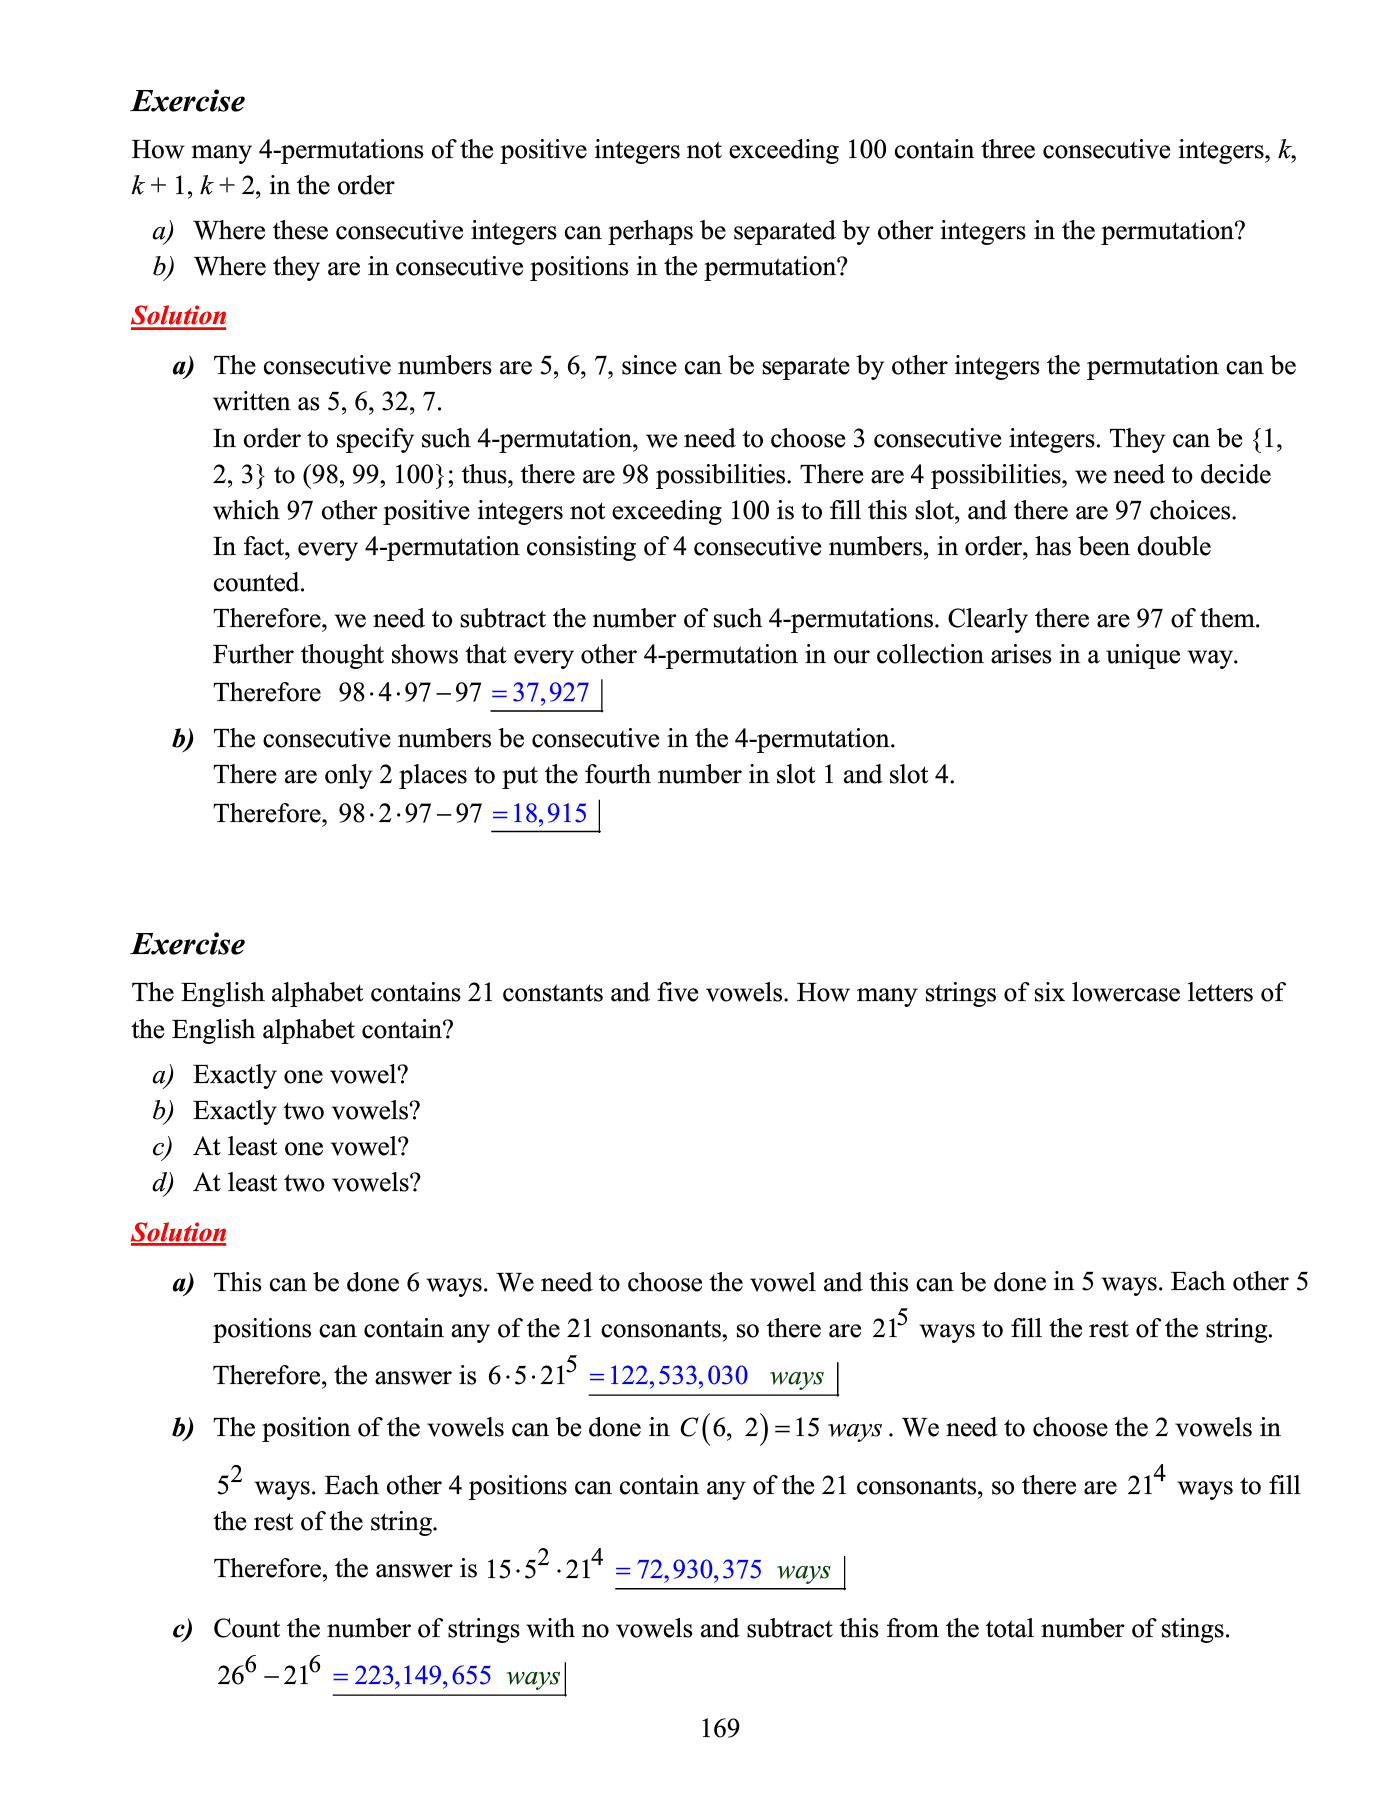 Exercise
How many 4-permutations of the positive integers not exceeding 100 contain three consecutive integers, k,
k + 1, k + 2, in the order
a) Where these consecutive integers can perhaps be separated by other integers in the permutation?
b) Where they are in consecutive positions in the permutation?
Solution
a) The consecutive numbers are 5, 6, 7, since can be separate by other integers the permutation can be
written as 5, 6, 32, 7.
In order to specify such 4-permutation, we need to choose 3 consecutive integers. They can be {1,
2, 3} to (98, 99, 100}; thus, there are 98 possibilities. There are 4 possibilities, we need to decide
which 97 other positive integers not exceeding 100 is to fill this slot, and there are 97 choices.
In fact, every 4-permutation consisting of 4 consecutive numbers, in order, has been double
counted.
Therefore, we need to subtract the number of such 4-permutations. Clearly there are 97 of them.
Further thought shows that every other 4-permutation in our collection arises in a unique way.
Therefore 98·4·97−97 =37,927
b) The consecutive numbers be consecutive in the 4-permutation.
There are only 2 places to put the fourth number in slot 1 and slot 4.
Therefore, 98·2·97−97 =18,915
Exercise
The English alphabet contains 21 constants and five vowels. How many strings of six lowercase letters of
the English alphabet contain?
a) Exactly one vowel?
b) Exactly two vowels?
c) At least one vowel?
d) At least two vowels?
Solution
a) This can be done 6 ways. We need to choose the vowel and this can be done in 5 ways. Each other 5
positions can contain any of the 21 consonants, so there are 21^5 ways to fill the rest of the string.
Therefore, the answer is 6·5·21^5 =122,533,030 ways
b) The position of the vowels can be done in C(6, 2)=15 ways. We need to choose the 2 vowels in
5^2 ways. Each other 4 positions can contain any of the 21 consonants, so there are 21^4 ways to fill
the rest of the string.
Therefore, the answer is 15·5^2·21^4 =72,930,375 ways
c) Count the number of strings with no vowels and subtract this from the total number of stings.
26^6−21^6 =223,149,655 ways
169